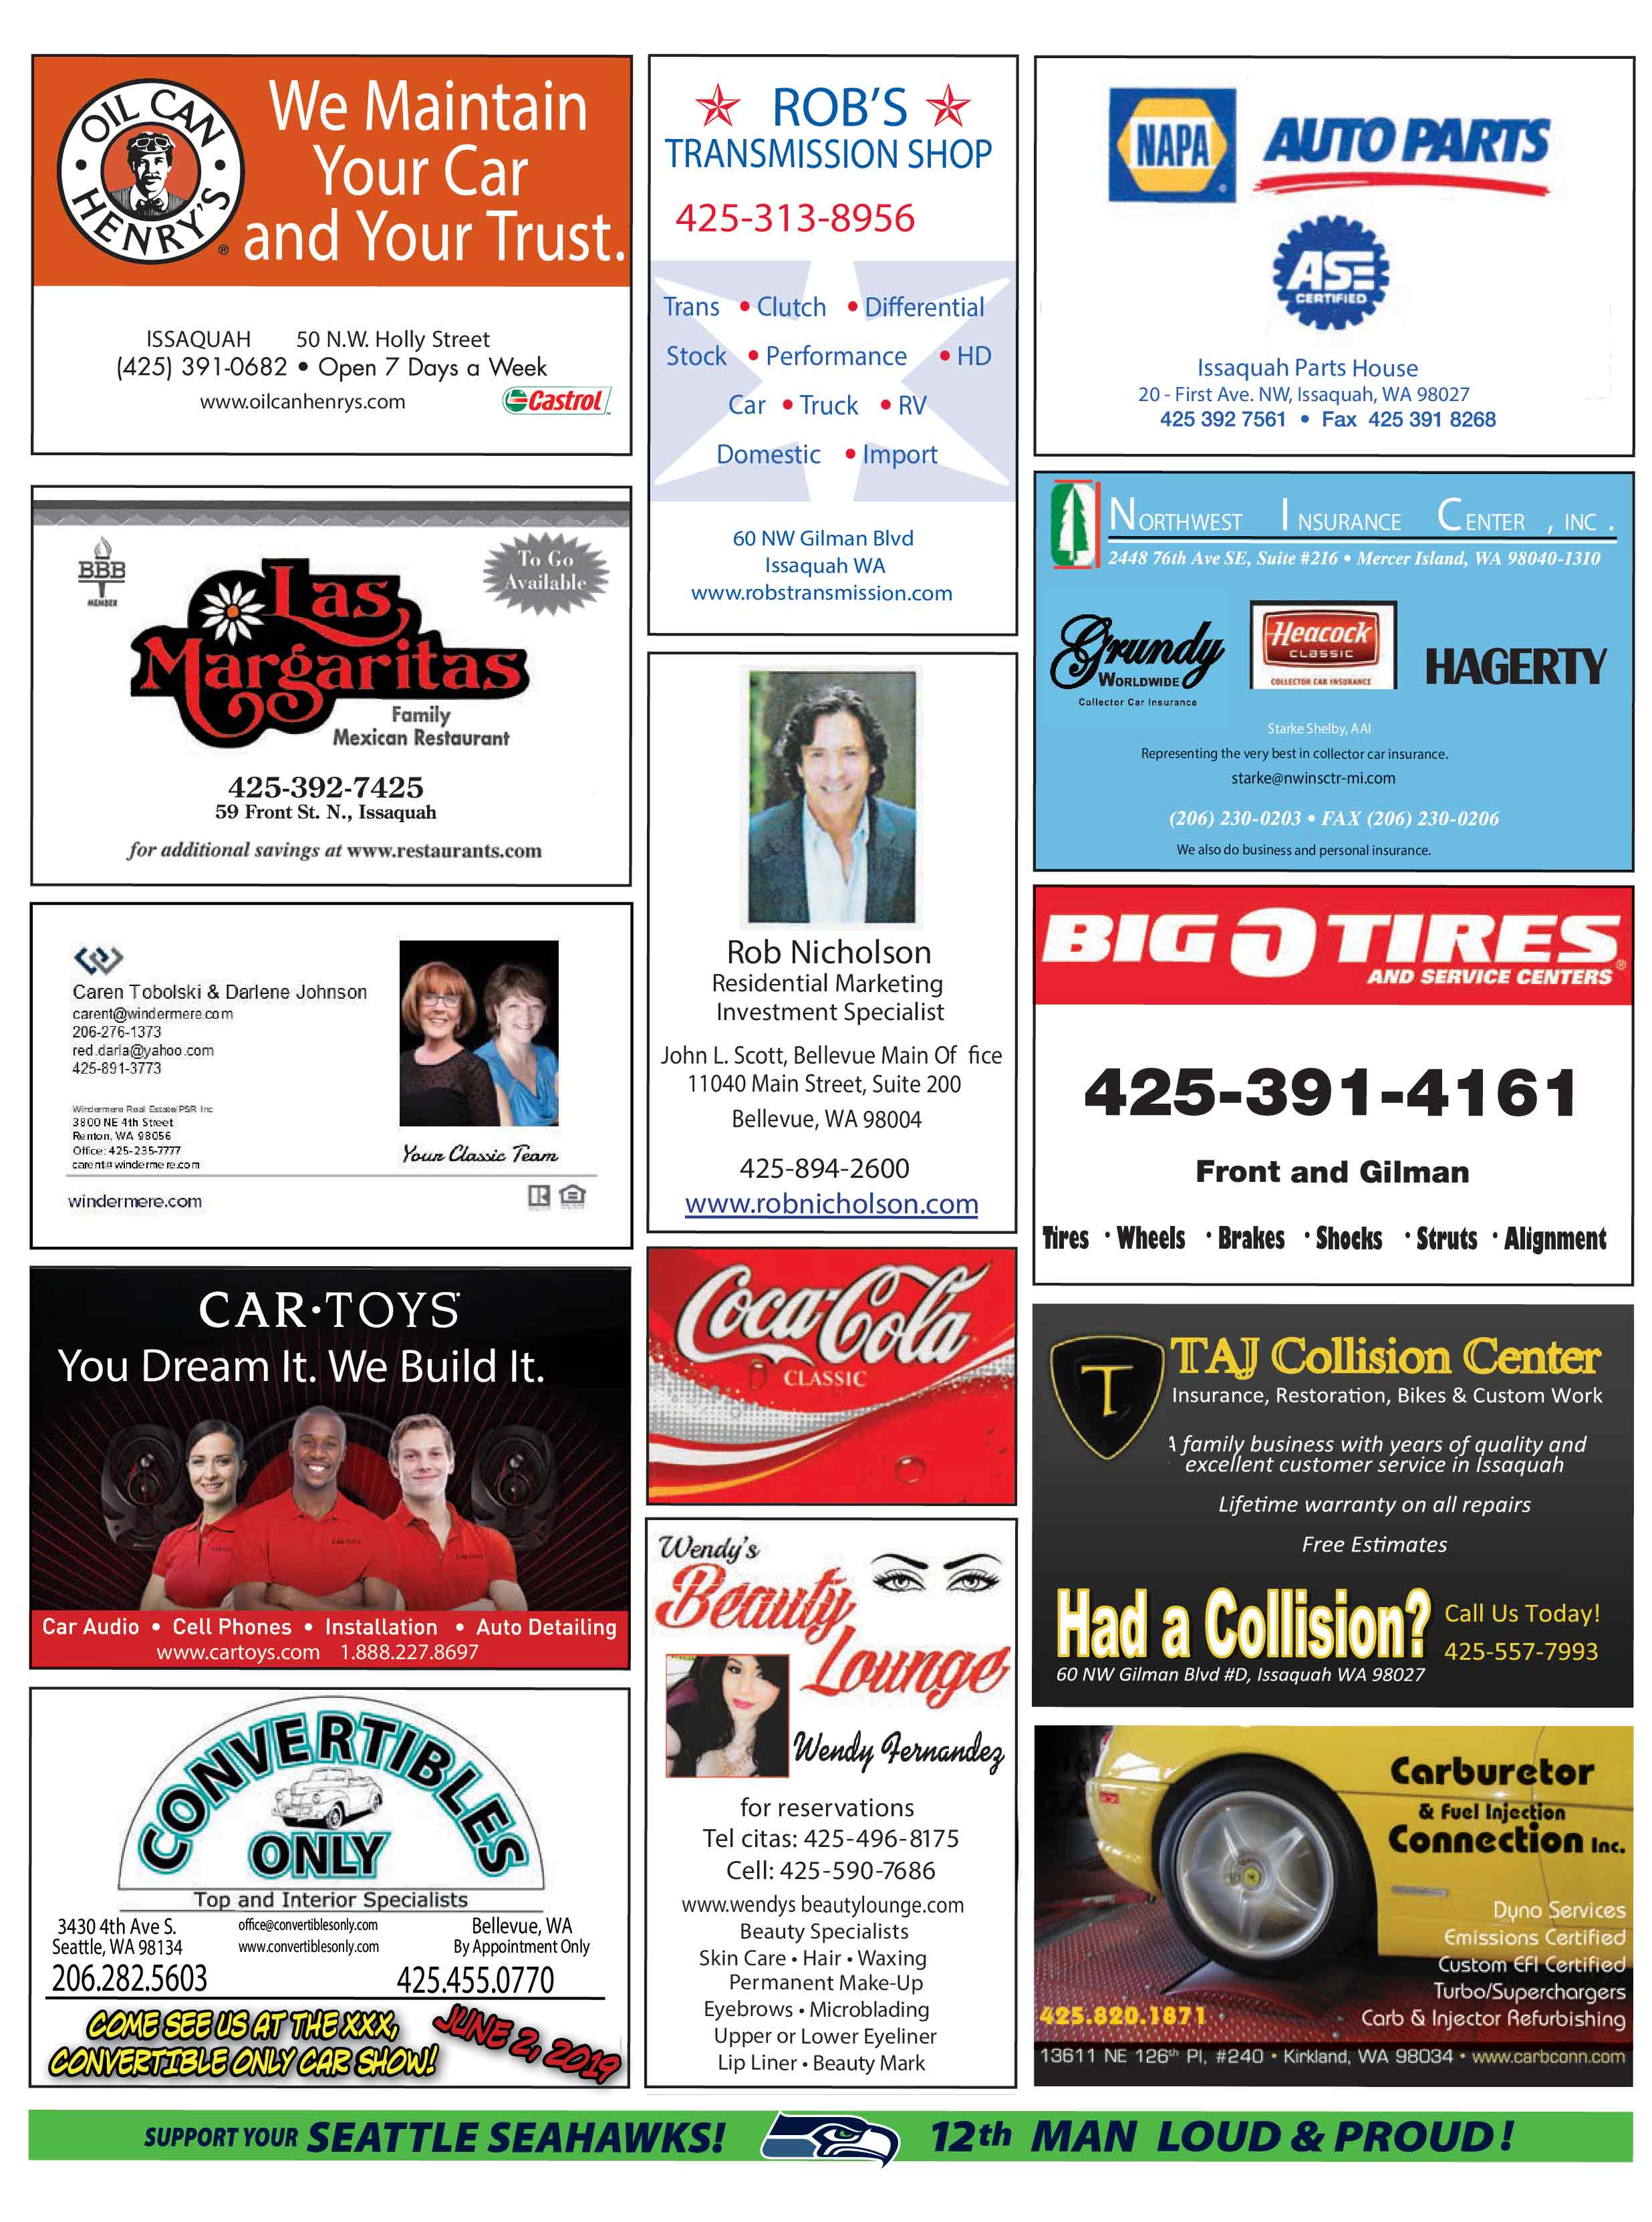 OIL CAN HENRY'S ®
We Maintain
Your Car
and Your Trust.
ISSAQUAH 50 N.W. Holly Street
(425) 391-0682 • Open 7 Days a Week
www.oilcanhenrys.com
Castrol
BBB
MEMBER
To Go
Available
Las
Margaritas
Family
Mexican Restaurant
425-392-7425
59 Front St. N., Issaquah
for additional savings at www.restaurants.com
Caren Tobolski & Darlene Johnson
carent@windermere.com
206-276-1373
red.darla@yahoo.com
425-891-3773
Windermere Real Estate/PSR Inc
3800 NE 4th Street
Renton, WA 98056
Office: 425-235-7777
carent@windermere.com
Your Classic Team
windermere.com
CAR·TOYS
You Dream It. We Build It.
Car Audio • Cell Phones • Installation • Auto Detailing
www.cartoys.com 1.888.227.8697
CONVERTIBLES
ONLY
Top and Interior Specialists
3430 4th Ave S.
Seattle, WA 98134
206.282.5603
office@convertiblesonly.com
www.convertiblesonly.com
Bellevue, WA
By Appointment Only
425.455.0770
COME SEE US AT THE XXX,
CONVERTIBLE ONLY CAR SHOW!
JUNE 2, 2019
ROB'S
TRANSMISSION SHOP
425-313-8956
Trans • Clutch • Differential
Stock • Performance • HD
Car • Truck • RV
Domestic • Import
60 NW Gilman Blvd
Issaquah WA
www.robstransmission.com
Rob Nicholson
Residential Marketing
Investment Specialist
John L. Scott, Bellevue Main Of fice
11040 Main Street, Suite 200
Bellevue, WA 98004
425-894-2600
www.robnicholson.com
Coca-Cola
CLASSIC
Wendy's
Beauty
Lounge
Wendy Fernandez
for reservations
Tel citas: 425-496-8175
Cell: 425-590-7686
www.wendys beautylounge.com
Beauty Specialists
Skin Care • Hair • Waxing
Permanent Make-Up
Eyebrows • Microblading
Upper or Lower Eyeliner
Lip Liner • Beauty Mark
NAPA AUTO PARTS
ASE
CERTIFIED
Issaquah Parts House
20 - First Ave. NW, Issaquah, WA 98027
425 392 7561 • Fax 425 391 8268
NORTHWEST INSURANCE CENTER , INC .
2448 76th Ave SE, Suite #216 • Mercer Island, WA 98040-1310
Grundy
WORLDWIDE
Collector Car Insurance
Heacock
CLASSIC
COLLECTOR CAR INSURANCE
HAGERTY
Starke Shelby, AAI
Representing the very best in collector car insurance.
starke@nwinsctr-mi.com
(206) 230-0203 • FAX (206) 230-0206
We also do business and personal insurance.
BIG O TIRES
AND SERVICE CENTERS ®
425-391-4161
Front and Gilman
Tires · Wheels · Brakes · Shocks · Struts · Alignment
T
TAJ Collision Center
Insurance, Restoration, Bikes & Custom Work
A family business with years of quality and
excellent customer service in Issaquah
Lifetime warranty on all repairs
Free Estimates
Had a Collision?
Call Us Today!
425-557-7993
60 NW Gilman Blvd #D, Issaquah WA 98027
Carburetor
& Fuel Injection
Connection Inc.
Dyno Services
Emissions Certified
Custom EFI Certified
Turbo/Superchargers
Carb & Injector Refurbishing
425.820.1871
13611 NE 126th Pl, #240 • Kirkland, WA 98034 • www.carbconn.com
SUPPORT YOUR SEATTLE SEAHAWKS! 12th MAN LOUD & PROUD!